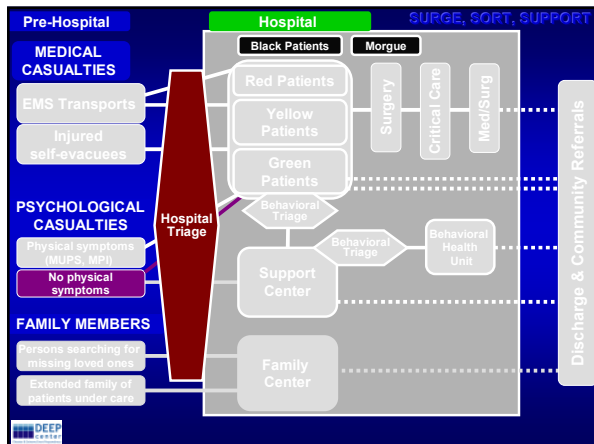 Pre-Hospital
Hospital
SURGE, SORT, SUPPORT
Black Patients
Morgue
MEDICAL
CASUALTIES
EMS Transports
Injured
self-evacuees
Red Patients
Yellow
Patients
Green
Patients
Surgery
Critical Care
Med/Surg
Hospital
Triage
PSYCHOLOGICAL
CASUALTIES
Physical symptoms
(MUPS, MPI)
No physical
symptoms
Behavioral
Triage
Behavioral
Triage
Behavioral
Health
Unit
Support
Center
FAMILY MEMBERS
Persons searching for
missing loved ones
Extended family of
patients under care
Family
Center
Discharge & Community Referrals
DEEP
center